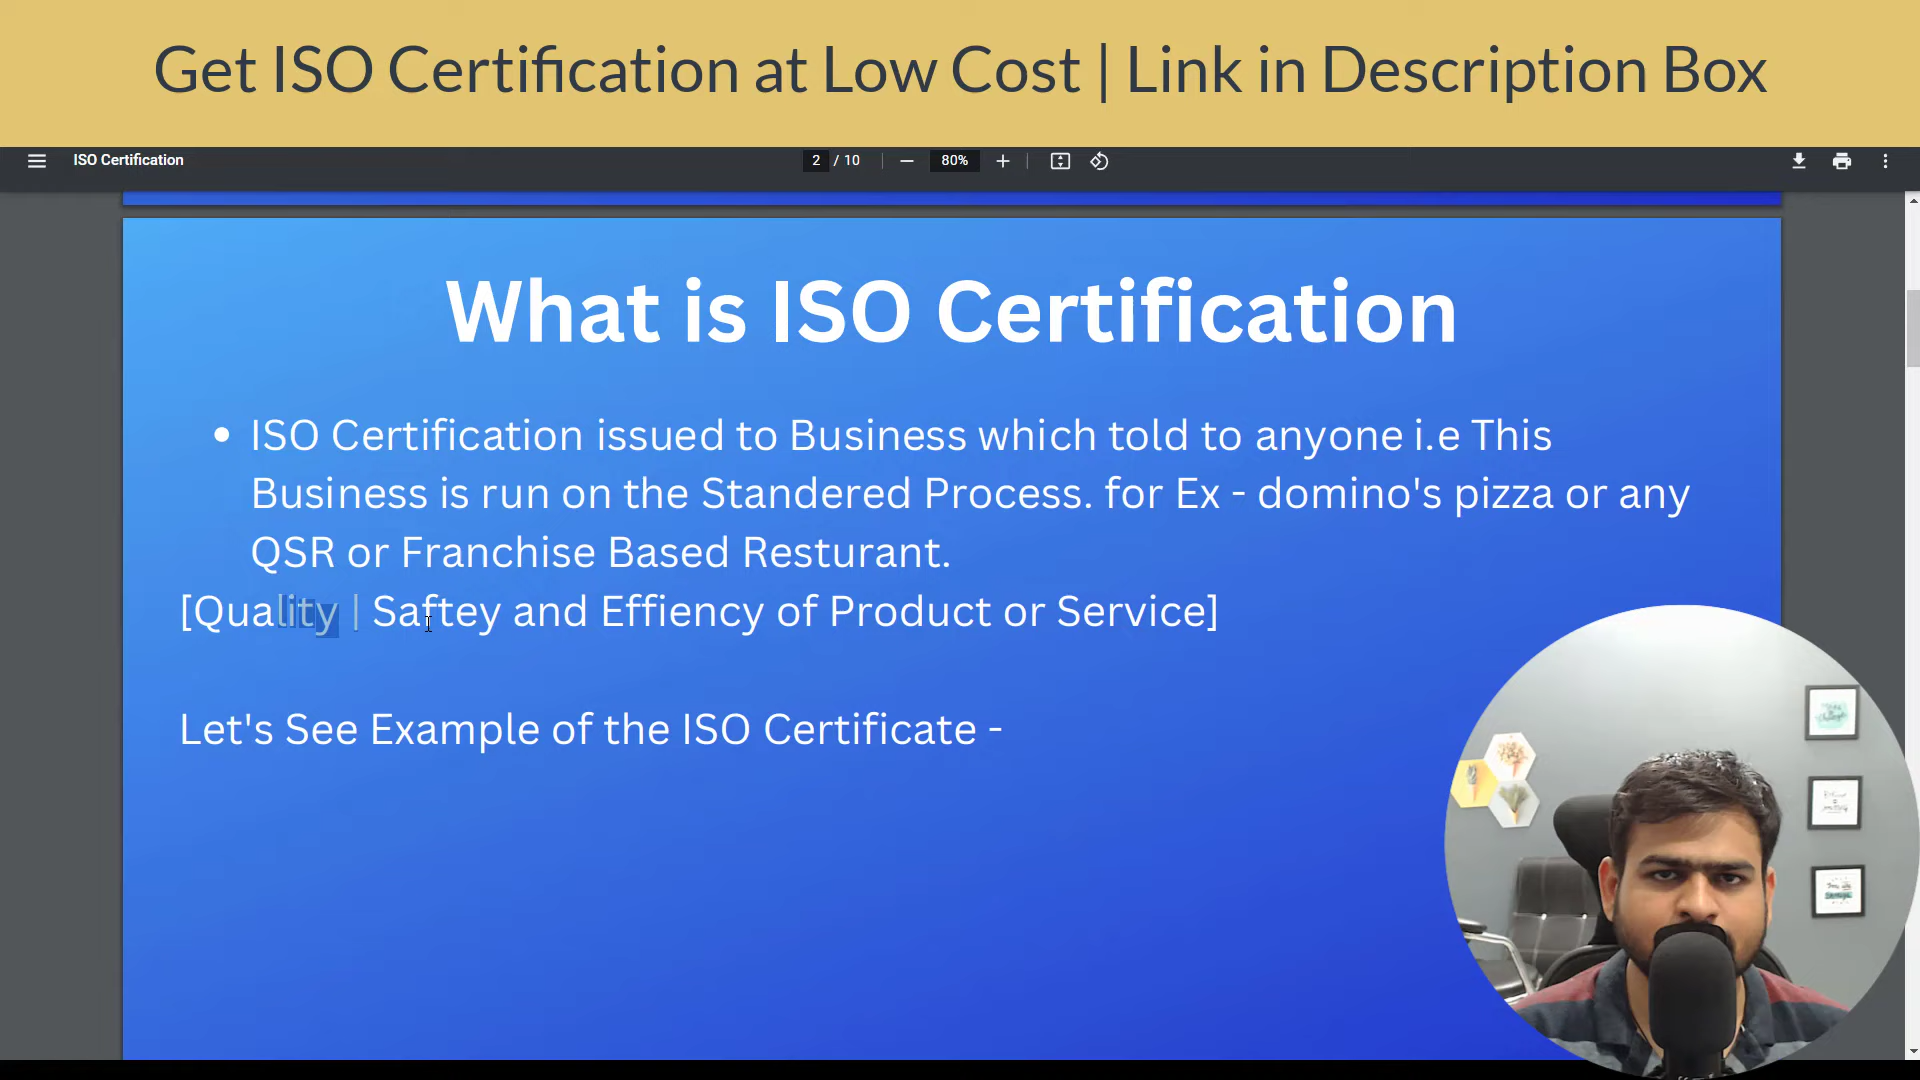 Get ISO Certification at Low Cost | Link in Description Box
ISO Certification
2 / 10
80%
What is ISO Certification
• ISO Certification issued to Business which told to anyone i.e This
Business is run on the Standered Process. for Ex - domino's pizza or any
QSR or Franchise Based Resturant.
[Quality | Saftey and Effiency of Product or Service]
Let's See Example of the ISO Certificate -